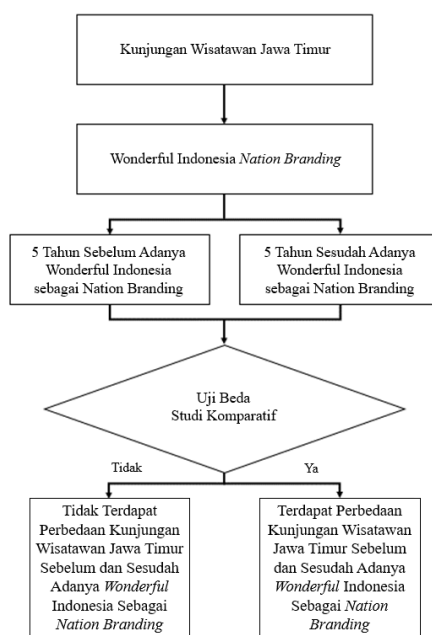 Kunjungan Wisatawan Jawa Timur
Wonderful Indonesia Nation Branding
5 Tahun Sebelum Adanya
Wonderful Indonesia
sebagai Nation Branding
5 Tahun Sesudah Adanya
Wonderful Indonesia
sebagai Nation Branding
Uji Beda
Studi Komparatif
Tidak
Ya
Tidak Terdapat
Perbedaan Kunjungan
Wisatawan Jawa Timur
Sebelum dan Sesudah
Adanya Wonderful
Indonesia Sebagai
Nation Branding
Terdapat Perbedaan
Kunjungan Wisatawan
Jawa Timur Sebelum
dan Sesudah Adanya
Wonderful Indonesia
Sebagai Nation
Branding